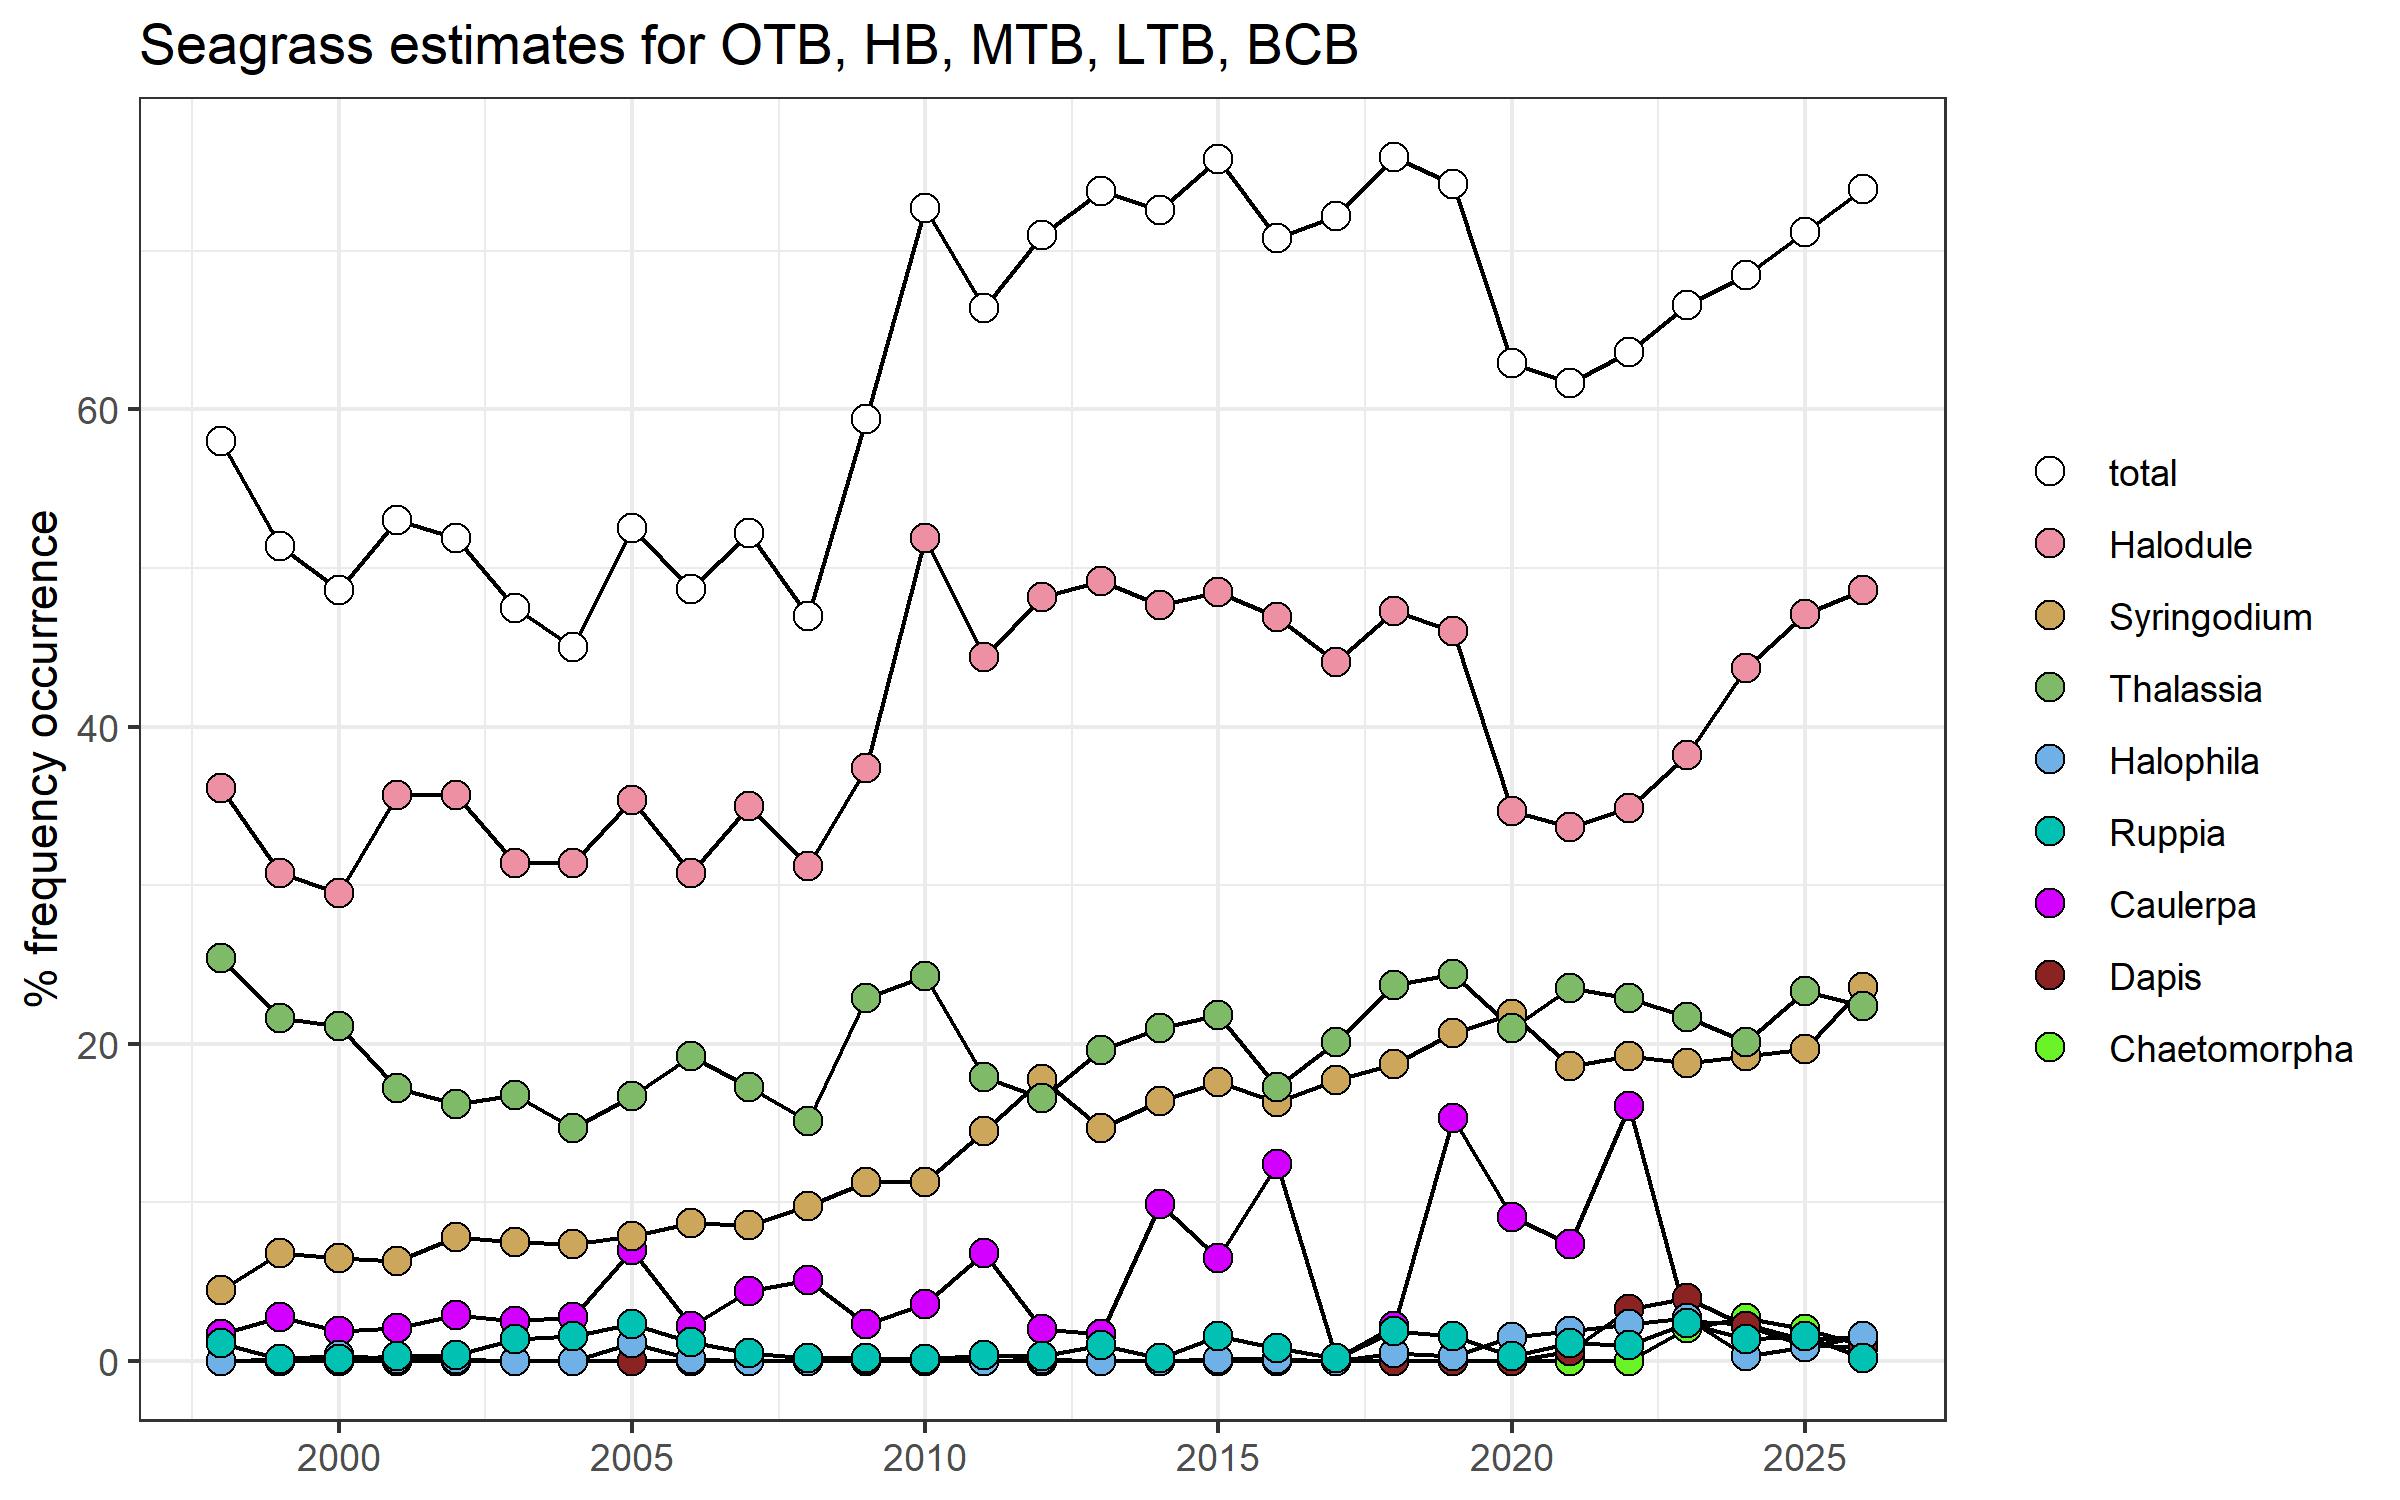 Seagrass estimates for OTB, HB, MTB, LTB, BCB
% frequency occurrence
60
40
20
0
2000
2005
2010
2015
2020
2025
total
Halodule
Syringodium
Thalassia
Halophila
Ruppia
Caulerpa
Dapis
Chaetomorpha